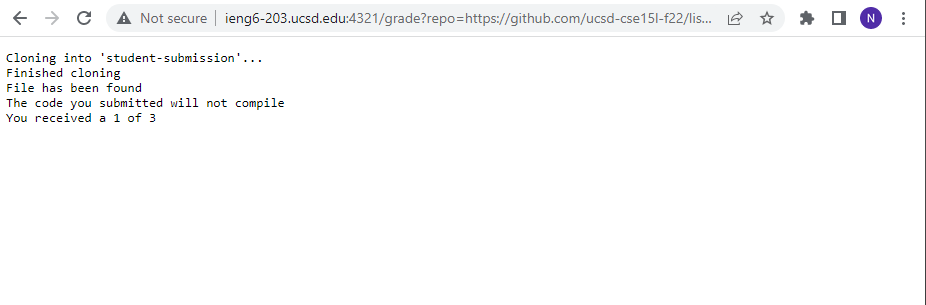 Not secure ieng6-203.ucsd.edu:4321/grade?repo=https://github.com/ucsd-cse15l-f22/lis...
N
Cloning into 'student-submission'...
Finished cloning
File has been found
The code you submitted will not compile
You received a 1 of 3